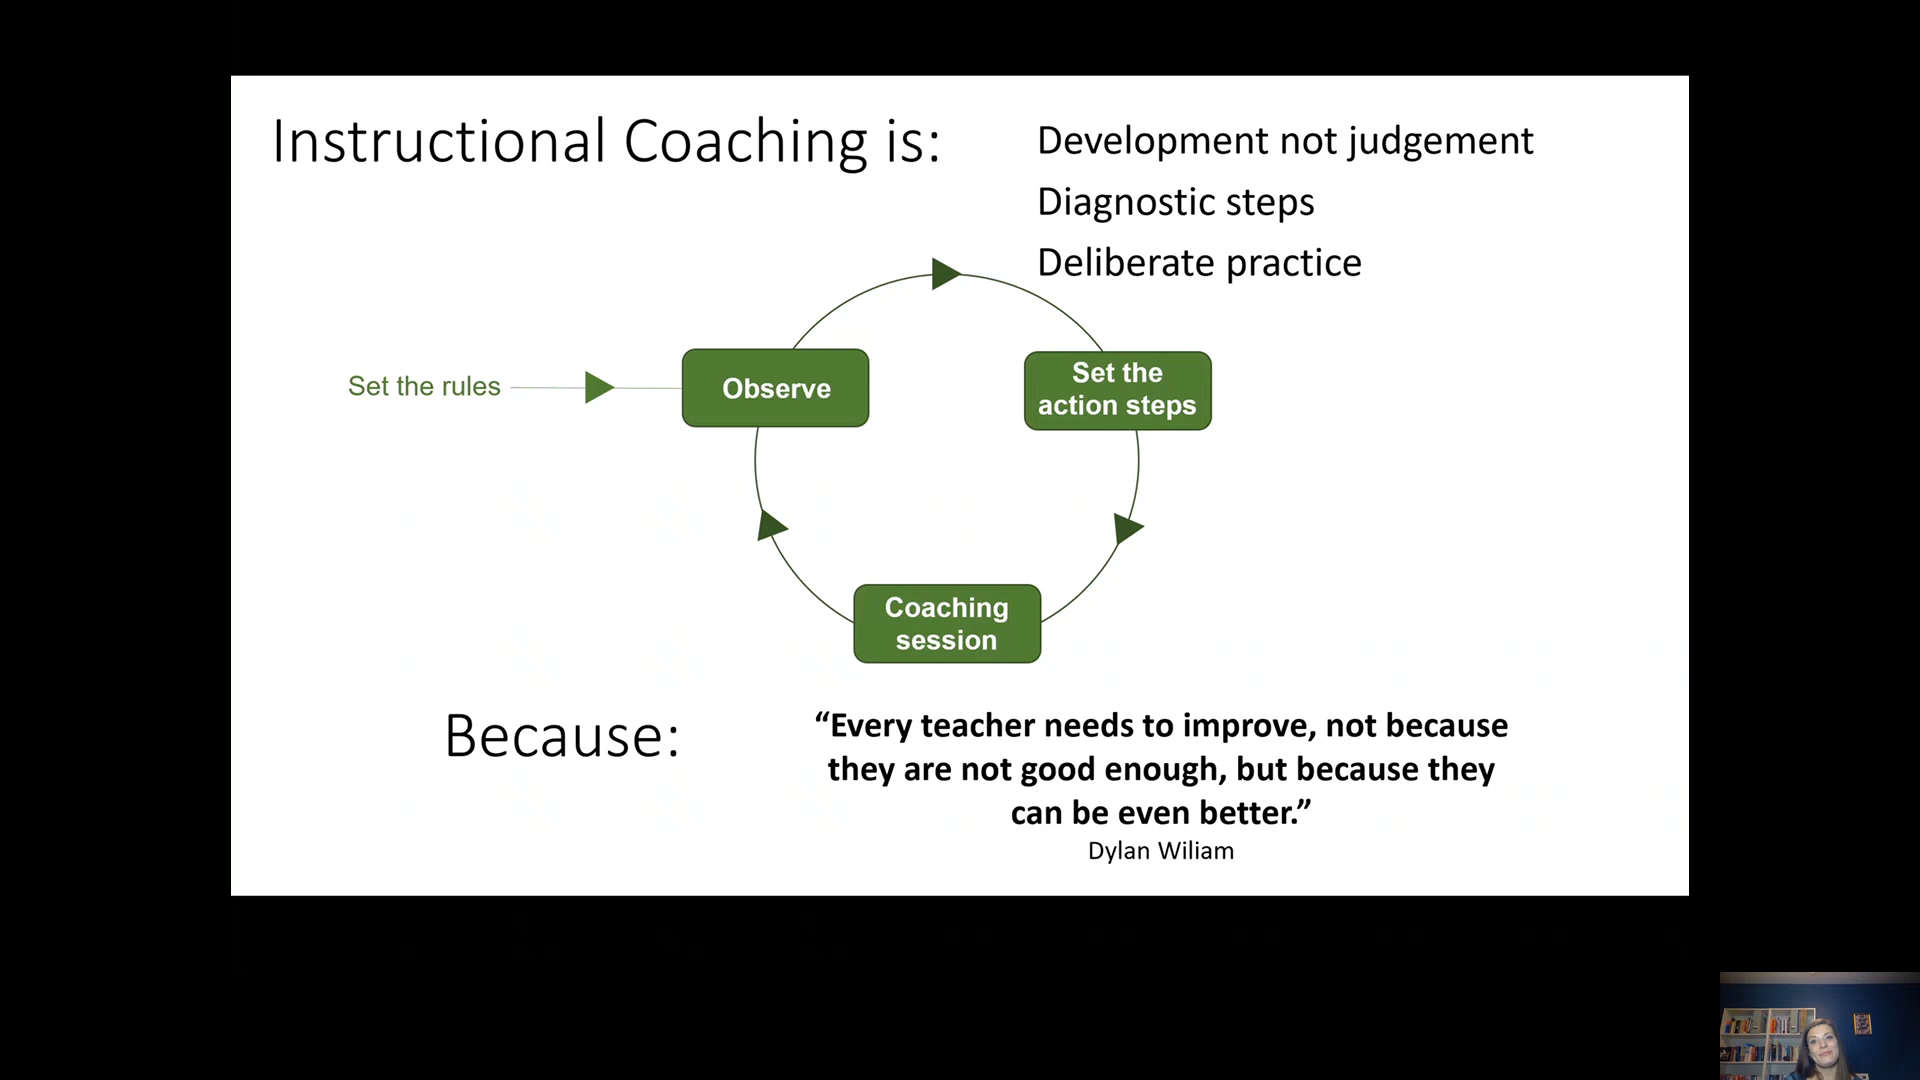 Instructional Coaching is:
Development not judgement
Diagnostic steps
Deliberate practice
Set the rules
Observe
Set the
action steps
Coaching
session
Because:
“Every teacher needs to improve, not because
they are not good enough, but because they
can be even better.”
Dylan Wiliam